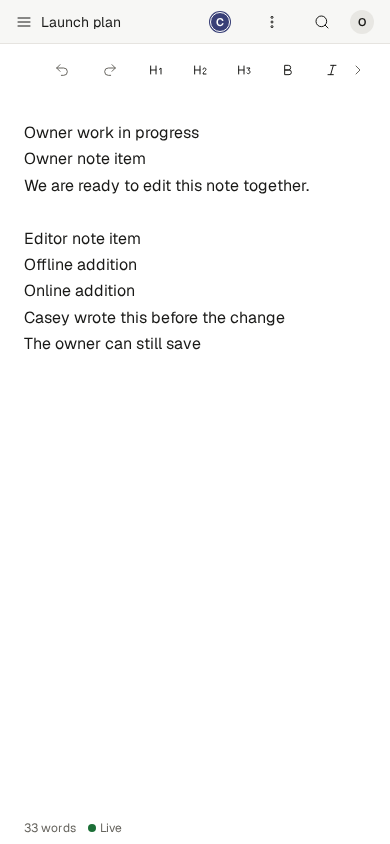 Launch plan
C
O
H1 H2 H3 B I
Owner work in progress
Owner note item
We are ready to edit this note together.
Editor note item
Offline addition
Online addition
Casey wrote this before the change
The owner can still save
33 words Live